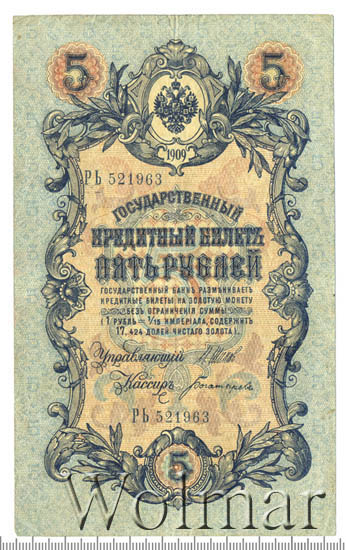 5 5
1909
РЬ 521963
ГОСУДАРСТВЕННЫЙ
КРЕДИТНЫЙ БИЛЕТЪ
ПЯТЬ РУБЛЕЙ
ГОСУДАРСТВЕННЫЙ БАНКЪ РАЗМѢНИВАЕТЪ
КРЕДИТНЫЕ БИЛЕТЫ НА ЗОЛОТУЮ МОНЕТУ
БЕЗЪ ОГРАНИЧЕНІЯ СУММЫ
(1 РУБЛЬ = 1/15 ИМПЕРІАЛА, СОДЕРЖИТЪ
17,424 ДОЛЕЙ ЧИСТАГО ЗОЛОТА).
Управляющій
Кассиръ
РЬ 521963
5
Wolmar